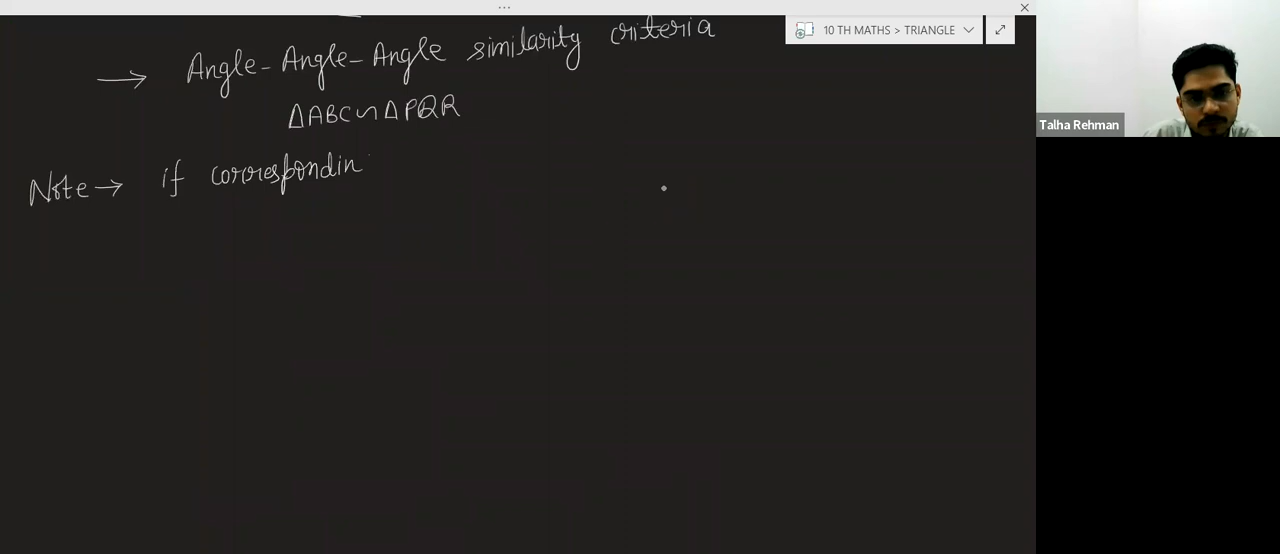 10 TH MATHS > TRIANGLE
→ Angle-Angle-Angle similarity criteria
ΔABC ∽ ΔPQR
Note → if correspondin
Talha Rehman